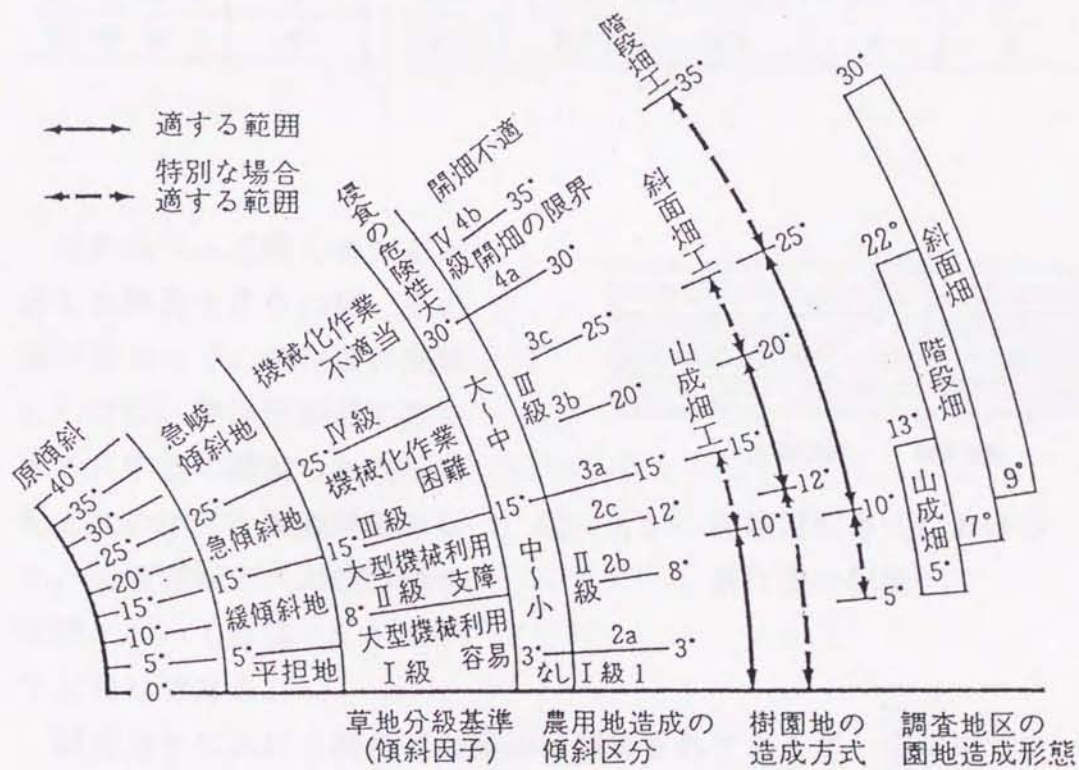 適する範囲
特別な場合
適する範囲
原傾斜
40°
35°
30°
25°
20°
15°
10°
5°
0°
急峻
傾斜地
25°
急傾斜地
15°
緩傾斜地
5°
平担地
機械化作業
不適当
25°
IV級
機械化作業
困難
15°
III級
大型機械利用
支障
8°
II級
大型機械利用
容易
I級
侵食の危険性
大
30°
大〜中
15°
中〜小
3°
なし
開畑不適
IV級
4b
35°
開畑の限界
4a
30°
III級
3c
25°
3b
20°
3a
15°
II級
2c
12°
2b
8°
2a
3°
I級 1
山成畑工
15°
10°
斜面畑工
25°
20°
12°
階段畑工
35°
10°
5°
30°
斜面畑
9°
22°
階段畑
7°
13°
山成畑
5°
草地分級基準
(傾斜因子)
農用地造成の
傾斜区分
樹園地の
造成方式
調査地区の
園地造成形態